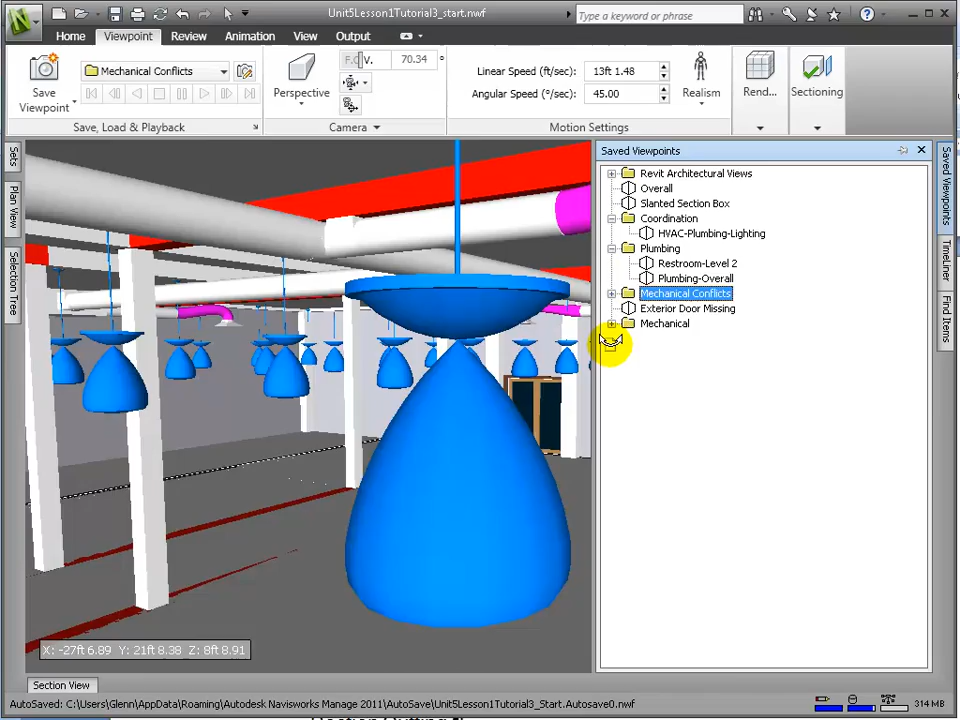 Unit5Lesson1Tutorial3_start.nwf
Type a keyword or phrase
Home Viewpoint Review Animation View Output
Save
Viewpoint
Mechanical Conflicts
Save, Load & Playback
Perspective
F.O.V. 70.34 °
Camera
Linear Speed (ft/sec): 13ft 1.48
Angular Speed (°/sec): 45.00
Realism
Motion Settings
Rend...
Sectioning
Sets
Plan View
Selection Tree
Saved Viewpoints
Revit Architectural Views
Overall
Slanted Section Box
Coordination
HVAC-Plumbing-Lighting
Plumbing
Restroom-Level 2
Plumbing-Overall
Mechanical Conflicts
Exterior Door Missing
Mechanical
Saved Viewpoints
TimeLiner
Find Items
X: -27ft 6.89 Y: 21ft 8.38 Z: 8ft 8.91
Section View
AutoSaved: C:\Users\Glenn\AppData\Roaming\Autodesk Navisworks Manage 2011\AutoSave\Unit5Lesson1Tutorial3_Start.Autosave0.nwf
314 MB